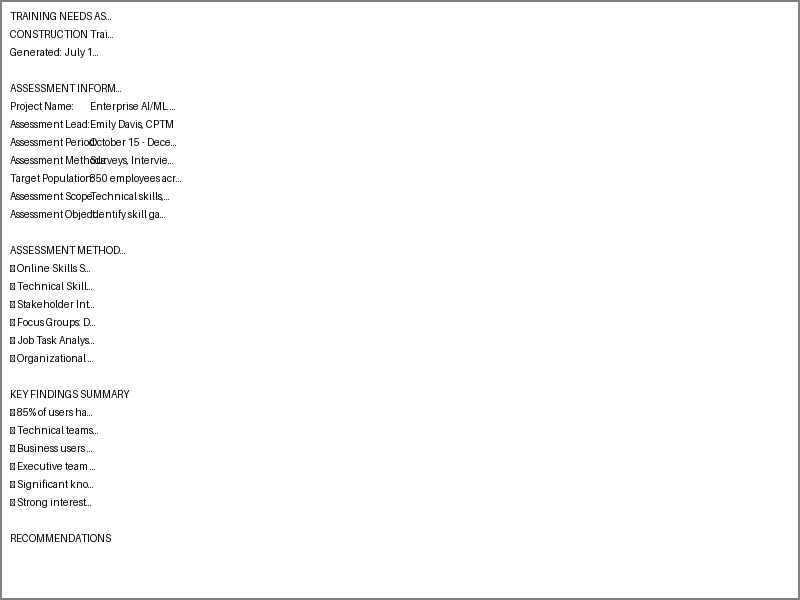 TRAINING NEEDS AS...
CONSTRUCTION Trai...
Generated: July 1...
ASSESSMENT INFORM...
Project Name: Enterprise AI/ML ...
Assessment Lead: Emily Davis, CPTM
Assessment Period October 15 - Dece...
Assessment Methods Surveys, Intervie...
Target Population 850 employees acr...
Assessment Scope Technical skills,...
Assessment Objecti Identify skill ga...
ASSESSMENT METHOD...
Online Skills S...
Technical Skill...
Stakeholder Int...
Focus Groups: D...
Job Task Analys...
Organizational ...
KEY FINDINGS SUMMARY
85% of users ha...
Technical teams...
Business users ...
Executive team ...
Significant kno...
Strong interest...
RECOMMENDATIONS